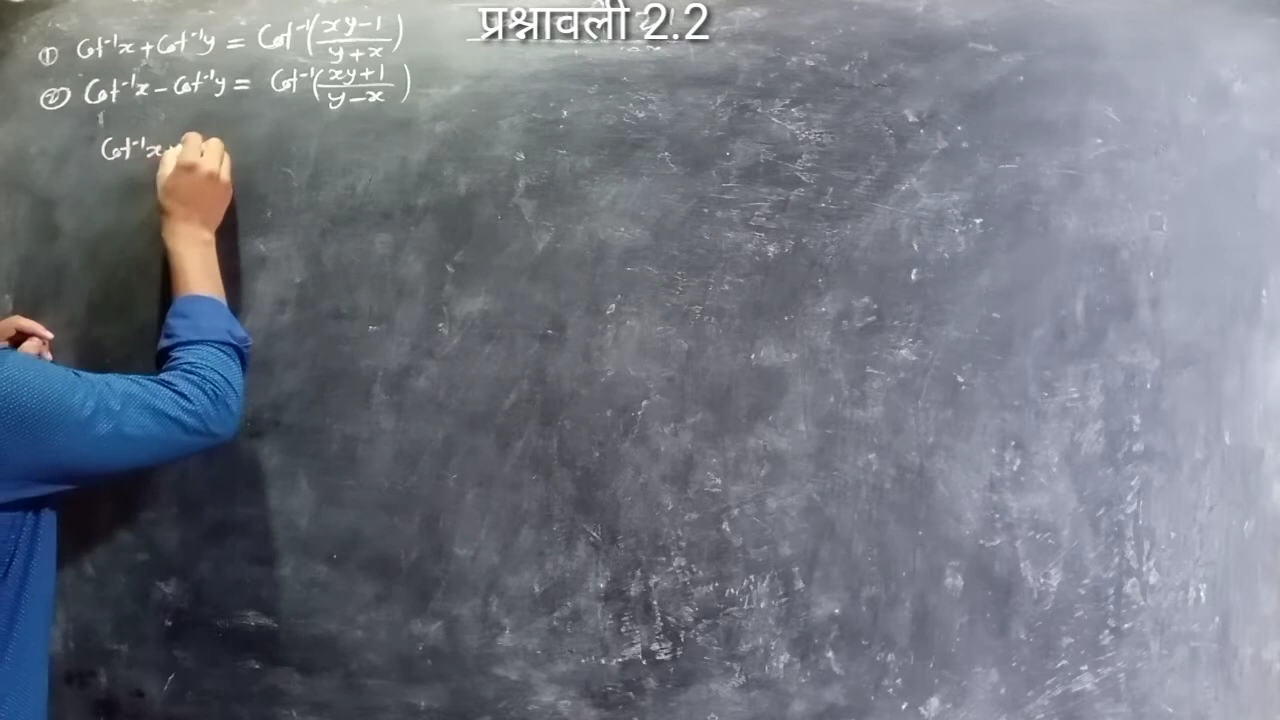 प्रश्नावली 2.2
① Cot⁻¹x + Cot⁻¹y = Cot⁻¹((xy-1)/(y+x))
② Cot⁻¹x - Cot⁻¹y = Cot⁻¹((xy+1)/(y-x))
Cot⁻¹x